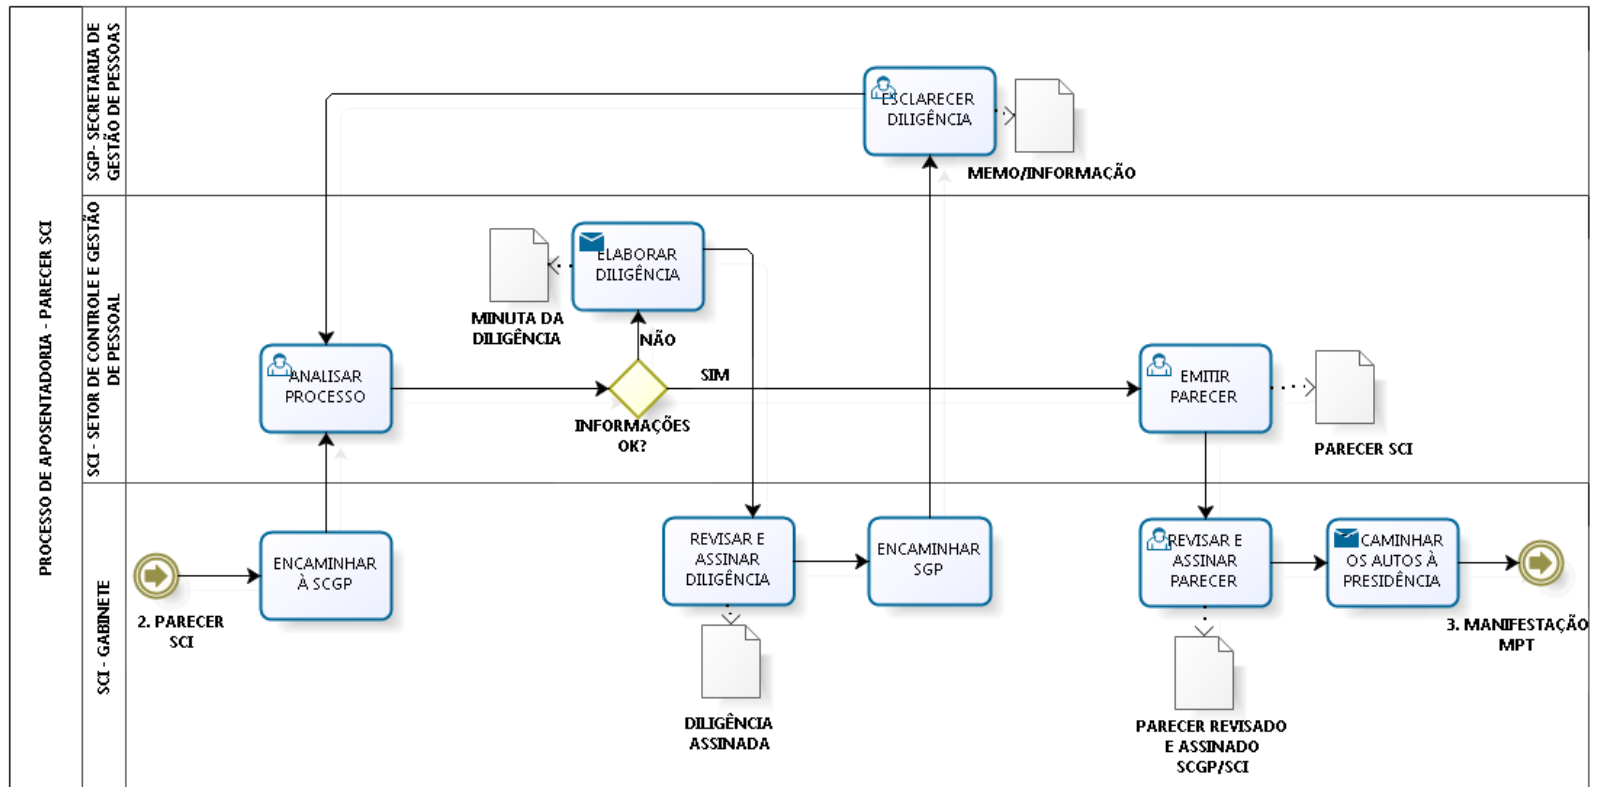 PROCESSO DE APOSENTADORIA - PARECER SCI
SGP- SECRETARIA DE
GESTÃO DE PESSOAS
ESCLARECER
DILIGÊNCIA
MEMO/INFORMAÇÃO
SCI - SETOR DE CONTROLE E GESTÃO
DE PESSOAL
ANALISAR
PROCESSO
ELABORAR
DILIGÊNCIA
MINUTA DA
DILIGÊNCIA
NÃO
SIM
INFORMAÇÕES
OK?
EMITIR
PARECER
PARECER SCI
SCI - GABINETE
2. PARECER
SCI
ENCAMINHAR
À SCGP
REVISAR E
ASSINAR
DILIGÊNCIA
DILIGÊNCIA
ASSINADA
ENCAMINHAR
SGP
REVISAR E
ASSINAR
PARECER
PARECER REVISADO
E ASSINADO
SCGP/SCI
CAMINHAR
OS AUTOS À
PRESIDÊNCIA
3. MANIFESTAÇÃO
MPT